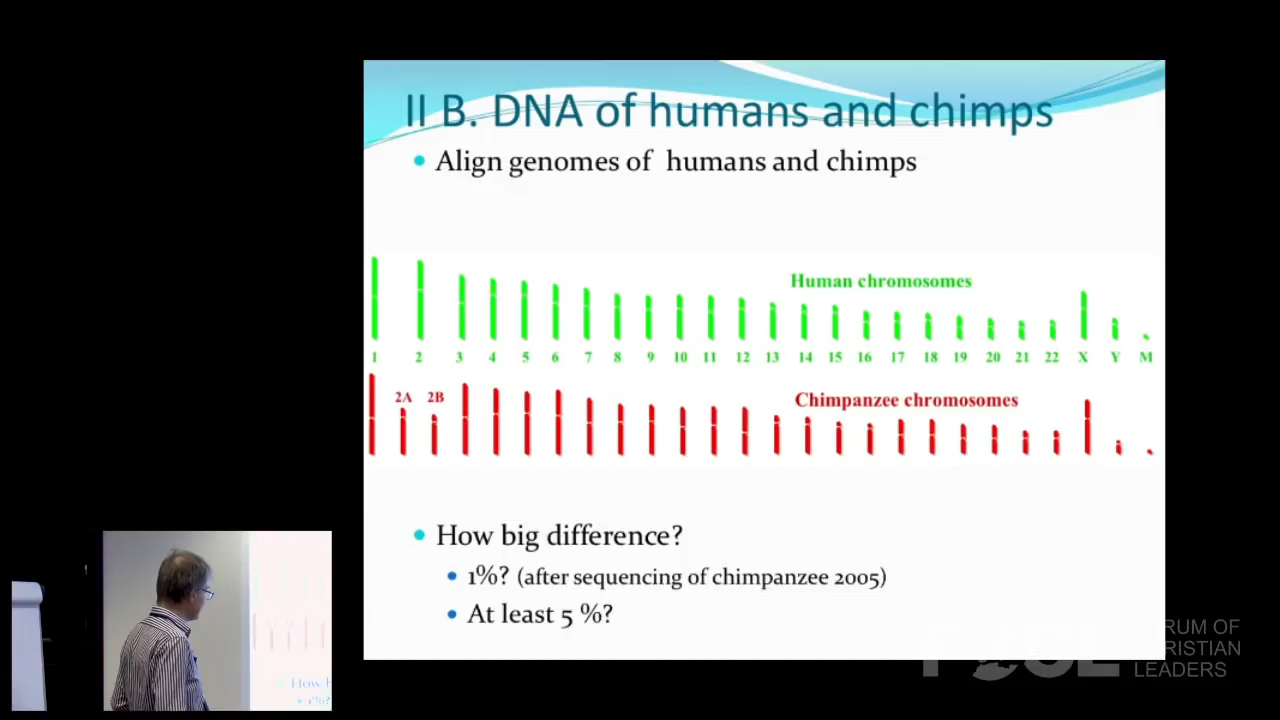 II B. DNA of humans and chimps
Align genomes of humans and chimps
Human chromosomes
1 2 3 4 5 6 7 8 9 10 11 12 13 14 15 16 17 18 19 20 21 22 X Y M
2A 2B
Chimpanzee chromosomes
How big difference?
1%? (after sequencing of chimpanzee 2005)
At least 5 %?
RUM OF
RISTIAN
LEADERS